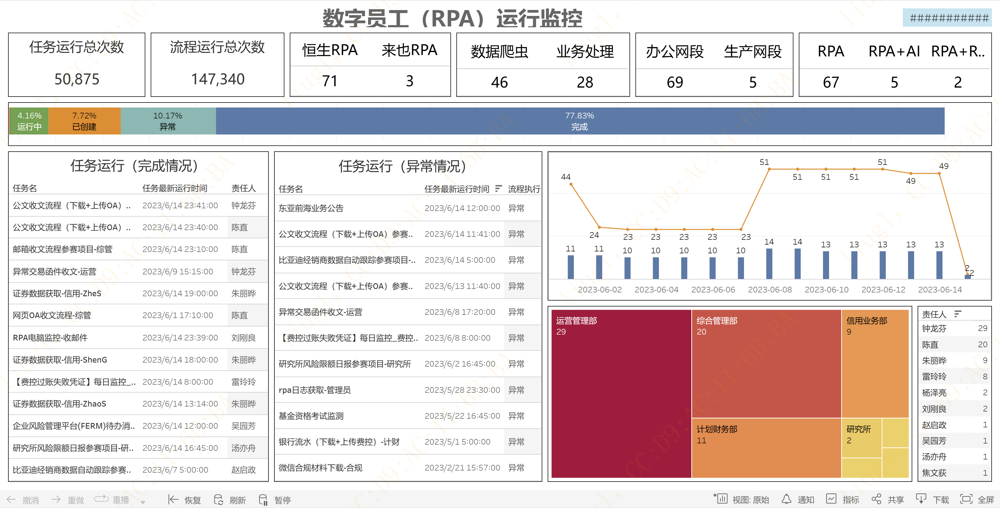 数字员工（RPA）运行监控
###########
任务运行总次数
50,875
流程运行总次数
147,340
恒生RPA 来也RPA
71 3
数据爬虫 业务处理
46 28
办公网段 生产网段
69 5
RPA RPA+AI RPA+R..
67 5 2
4.16% 7.72% 10.17% 77.83%
运行中 已创建 异常 完成
任务运行（完成情况）
任务名 任务最新运行时间 责任人
公文收文流程（下载+上传OA）.. 2023/6/14 23:41:00 钟龙芬
公文收文流程（下载+上传OA）.. 2023/6/14 23:40:00 陈直
邮箱收文流程参赛项目-综管 2023/6/14 23:10:00 陈直
异常交易函件收文-运营 2023/6/9 15:15:00 钟龙芬
证券数据获取-信用-ZheS 2023/6/14 19:00:00 朱丽晔
网页OA收文流程-综管 2023/6/1 17:10:00 陈直
RPA电脑监控-收邮件 2023/6/14 23:39:00 刘刚良
证券数据获取-信用-ShenG 2023/6/14 18:00:00 朱丽晔
【费控过账失败凭证】每日监控_.. 2023/6/14 8:00:00 雷玲玲
证券数据获取-信用-ZhaoS 2023/6/14 13:14:00 朱丽晔
企业风险管理平台(FERM)待办消.. 2023/6/14 12:00:00 吴园芳
研究所风险限额日报参赛项目-研.. 2023/6/14 16:45:00 汤亦舟
比亚迪经销商数据自动跟踪参赛.. 2023/6/7 5:00:00 赵启政
任务运行（异常情况）
任务名 任务最新运行时间 流程执行
东亚前海业务公告 2023/6/14 12:00:00 异常
公文收文流程（下载+上传OA）参赛.. 2023/6/14 11:41:00 异常
比亚迪经销商数据自动跟踪参赛项目-.. 2023/6/14 5:00:00 异常
公文收文流程（下载+上传OA）参赛.. 2023/6/13 11:40:00 异常
异常交易函件收文-运营 2023/6/8 17:20:00 异常
【费控过账失败凭证】每日监控_费控.. 2023/6/8 8:00:00 异常
研究所风险限额日报参赛项目-研究所 2023/6/2 16:45:00 异常
rpa日志获取-管理员 2023/5/28 23:30:00 异常
基金资格考试监测 2023/5/22 16:45:00 异常
银行流水（下载+上传费控）-计财 2023/5/1 5:00:00 异常
微信合规材料下载-合规 2023/2/21 15:57:00 异常
44 24 23 23 23 23 23 51 51 51 51 51 49 49 2
11 11 10 10 10 10 10 14 14 13 13 13 13 13 2
2023-06-02 2023-06-04 2023-06-06 2023-06-08 2023-06-10 2023-06-12 2023-06-14
运营管理部
29
综合管理部
20
信用业务部
9
计划财务部
11
研究所
2
责任人
钟龙芬 29
陈直 20
朱丽晔 9
雷玲玲 8
杨泽亮 2
刘刚良 2
赵启政 1
吴园芳 1
汤亦舟 1
焦文荻 1
撤消 重做 重播 恢复 刷新 暂停 视图: 原始 通知 指标 共享 下载 全屏
liugl, CC:D9:AC:11:6B:BA